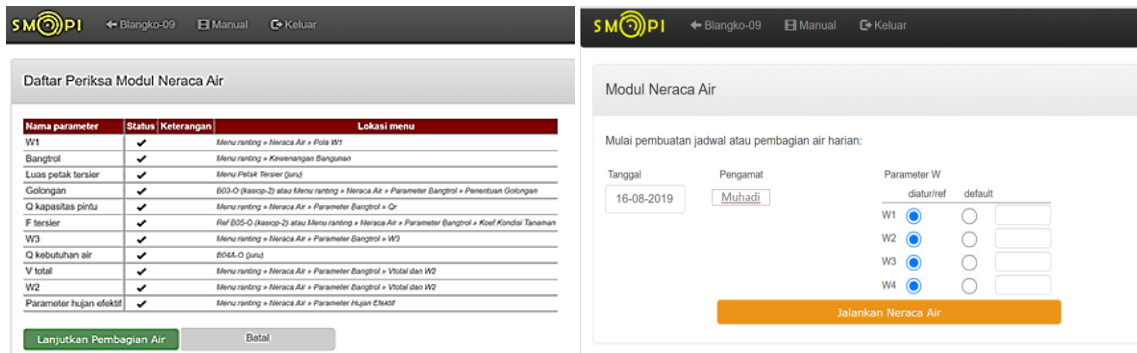 SMOPI Blangko-09 Manual Keluar
Daftar Periksa Modul Neraca Air
Nama parameter Status Keterangan Lokasi menu
W1 ✔ Menu ranting » Neraca Air » Pola W1
Bangtrol ✔ Menu ranting » Kewenangan Bangunan
Luas petak tersier ✔ Menu Petak Tersier (juru)
Golongan ✔ B03-O (kasiop-2) atau Menu ranting » Neraca Air » Parameter Bangtrol » Penentuan Golongan
Q kapasitas pintu ✔ Menu ranting » Neraca Air » Parameter Bangtrol » Qr
F tersier ✔ Ref B05-O (kasiop-2) atau Menu ranting » Neraca Air » Parameter Bangtrol » Koef.Kondisi Tanaman
W3 ✔ Menu ranting » Neraca Air » Parameter Bangtrol » W3
Q kebutuhan air ✔ B04A-O (juru)
V total ✔ Menu ranting » Neraca Air » Parameter Bangtrol » Vtotal dan W2
W2 ✔ Menu ranting » Neraca Air » Parameter Bangtrol » Vtotal dan W2
Parameter hujan efektif ✔ Menu ranting » Neraca Air » Parameter Hujan Efektif
Lanjutkan Pembagian Air Batal
SMOPI Blangko-09 Manual Keluar
Modul Neraca Air
Mulai pembuatan jadwal atau pembagian air harian:
Tanggal Pengamat Parameter W
16-08-2019 Muhadi diatur/ref default
W1
W2
W3
W4
Jalankan Neraca Air